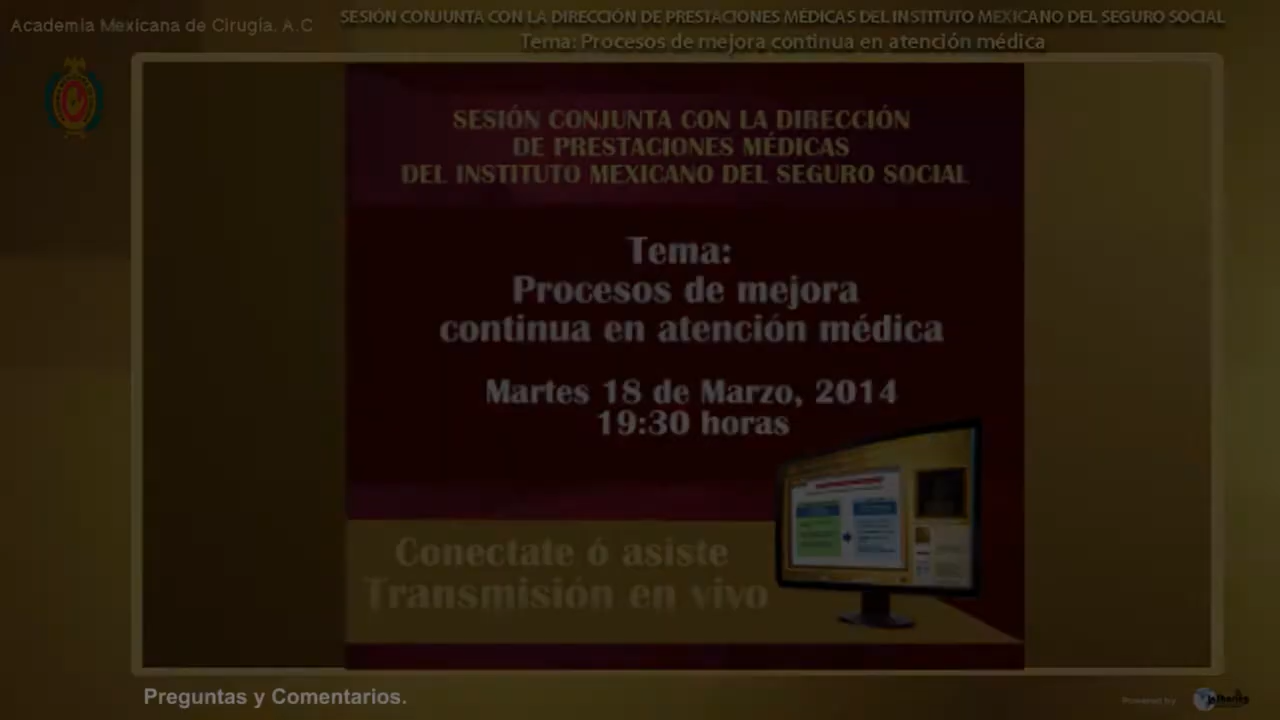 Academia Mexicana de Cirugía. A.C
SESIÓN CONJUNTA CON LA DIRECCIÓN DE PRESTACIONES MÉDICAS DEL INSTITUTO MEXICANO DEL SEGURO SOCIAL
Tema: Procesos de mejora continua en atención médica
SESIÓN CONJUNTA CON LA DIRECCIÓN
DE PRESTACIONES MÉDICAS
DEL INSTITUTO MEXICANO DEL SEGURO SOCIAL
Tema:
Procesos de mejora
continua en atención médica
Martes 18 de Marzo, 2014
19:30 horas
Conectate ó asiste
Transmisión en vivo
Preguntas y Comentarios.
Powered by